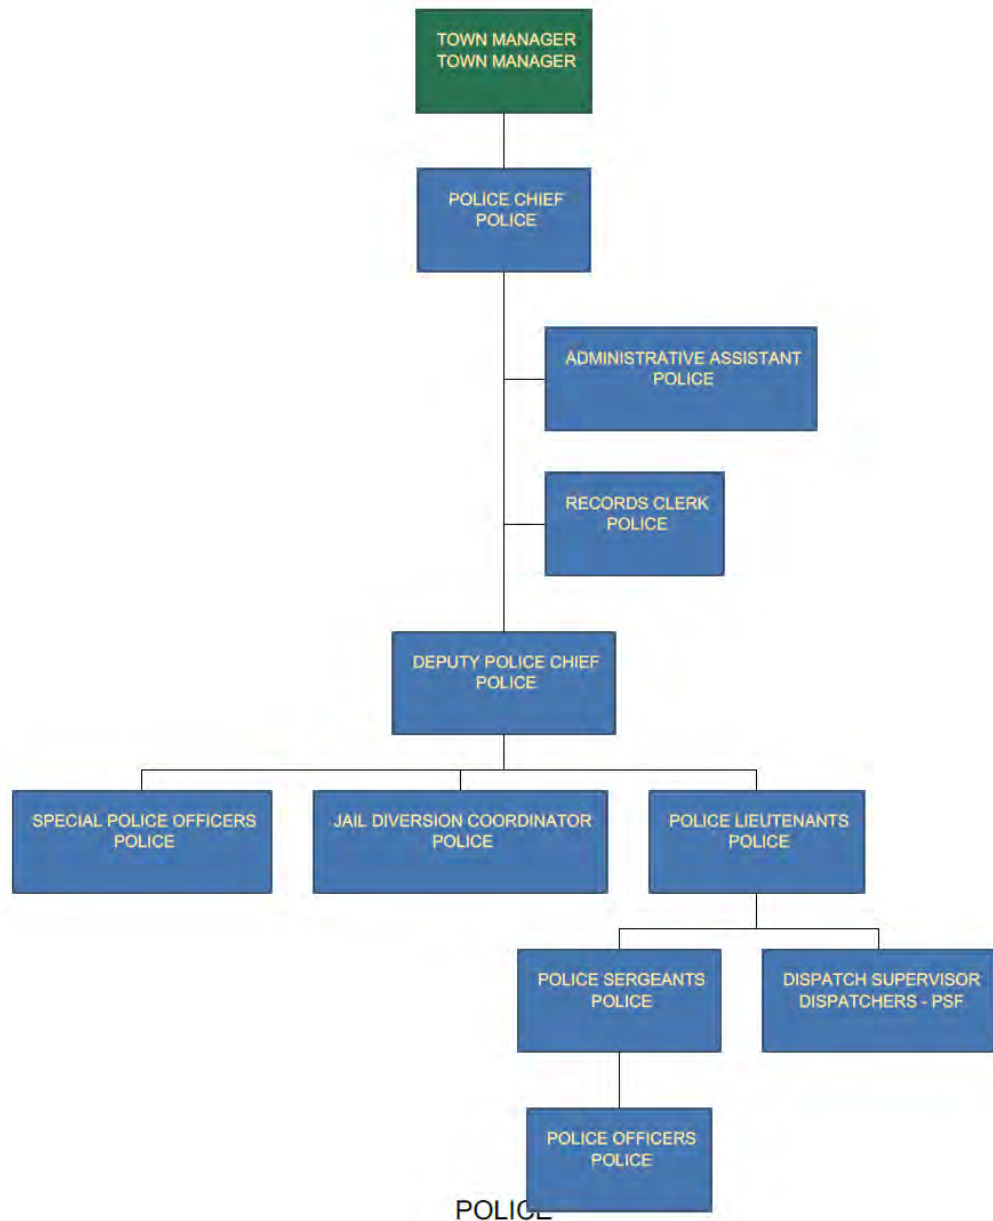 TOWN MANAGER
TOWN MANAGER
POLICE CHIEF
POLICE
ADMINISTRATIVE ASSISTANT
POLICE
RECORDS CLERK
POLICE
DEPUTY POLICE CHIEF
POLICE
SPECIAL POLICE OFFICERS
POLICE
JAIL DIVERSION COORDINATOR
POLICE
POLICE LIEUTENANTS
POLICE
POLICE SERGEANTS
POLICE
DISPATCH SUPERVISOR
DISPATCHERS - PSF
POLICE OFFICERS
POLICE
POLICE